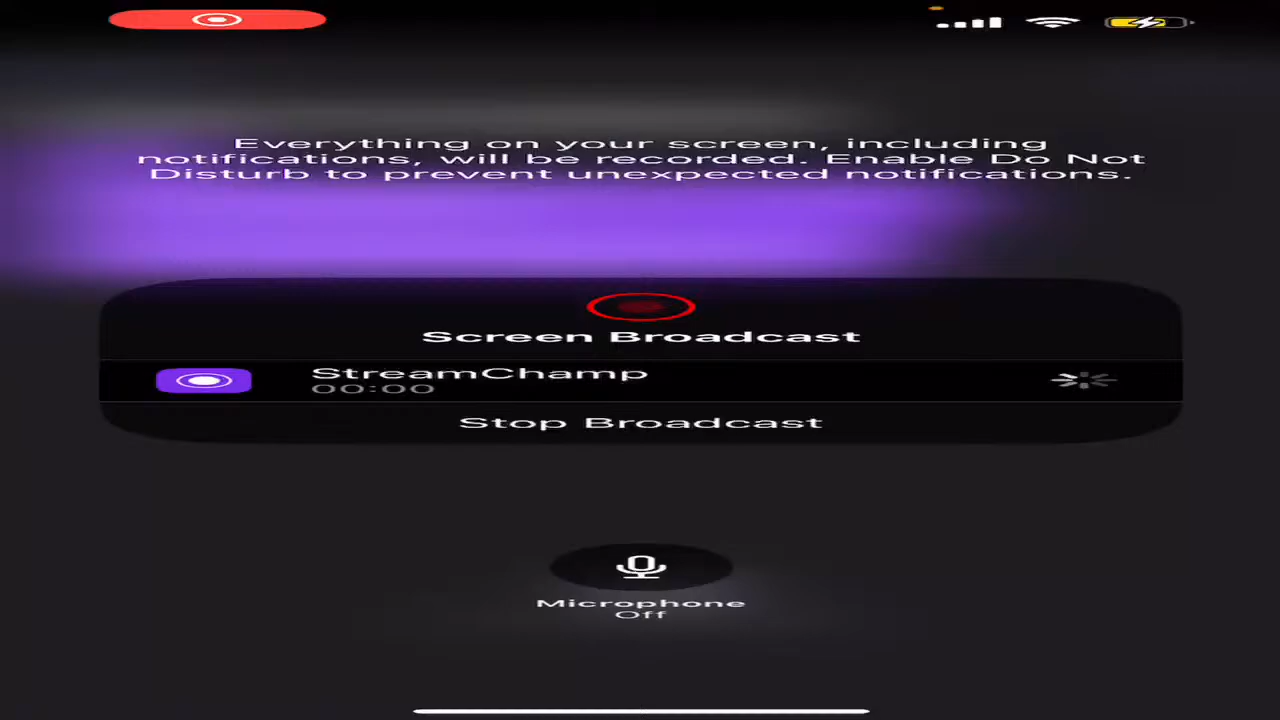 Everything on your screen, including
notifications, will be recorded. Enable Do Not
Disturb to prevent unexpected notifications.
Screen Broadcast
StreamChamp
00:00
Stop Broadcast
Microphone
Off